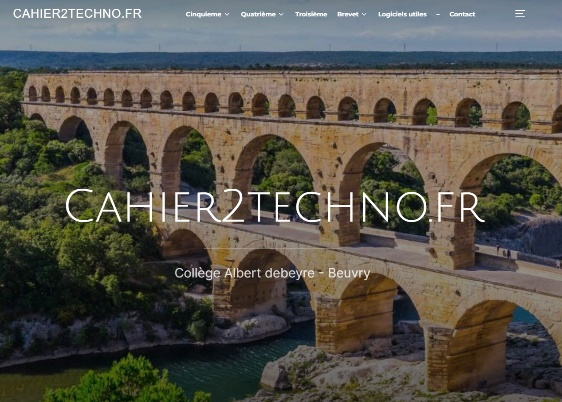 CAHIER2TECHNO.FR
Cinquieme Quatrième Troisième Brevet Logiciels utiles – Contact
CAHIER2TECHNO.FR
Collège Albert debeyre - Beuvry